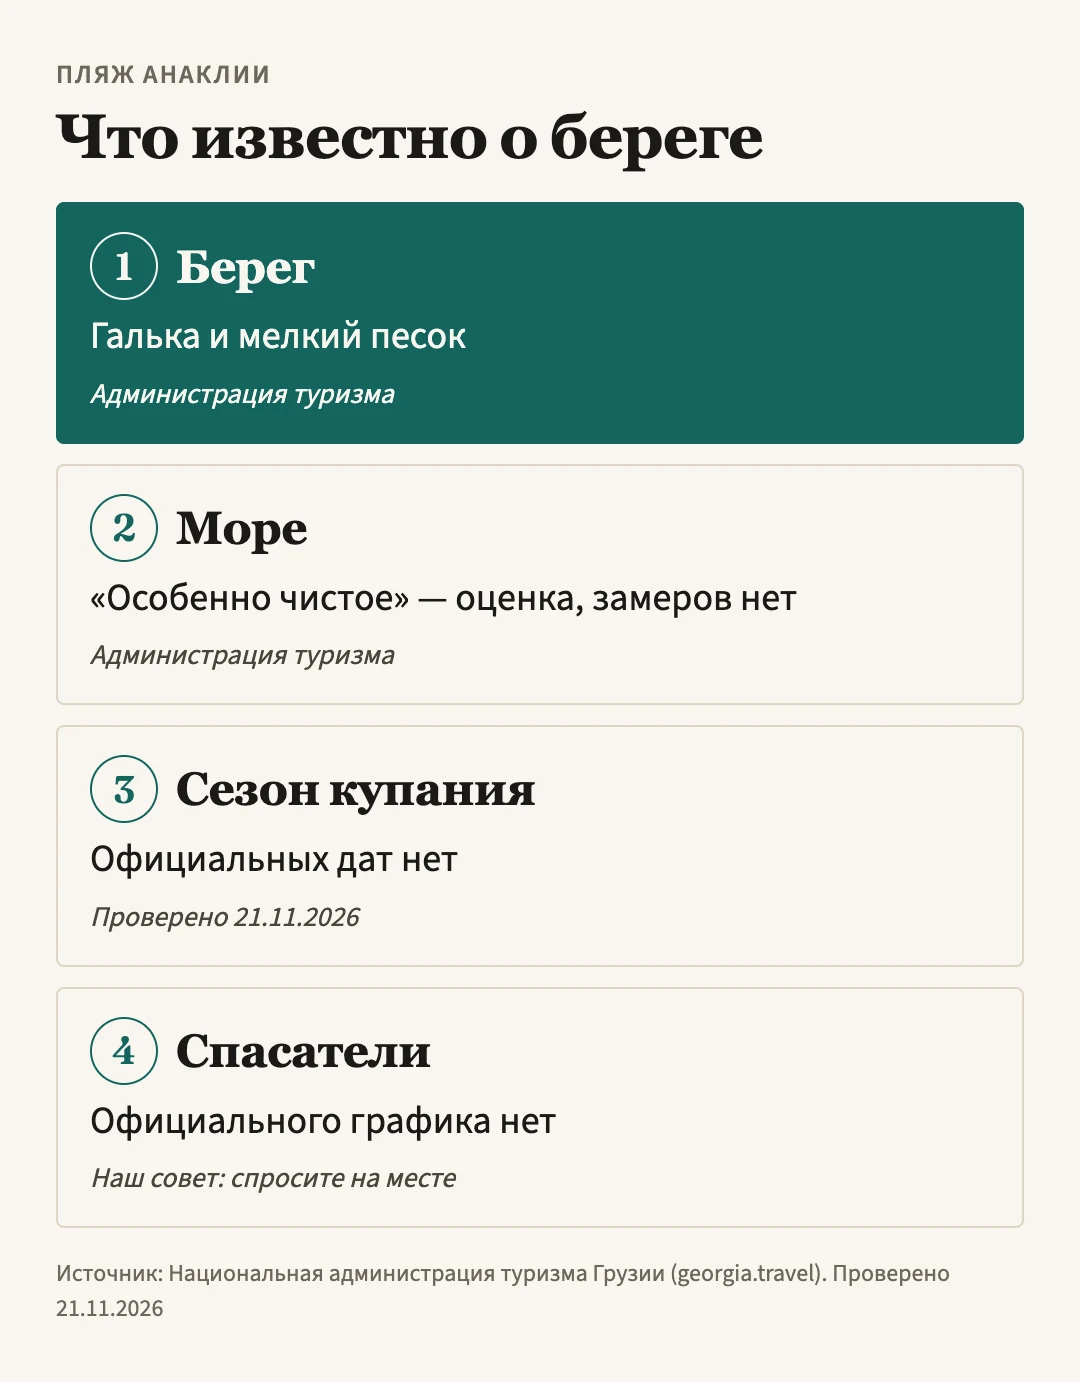 ПЛЯЖ АНАКЛИИ
Что известно о береге
1 Берег
Галька и мелкий песок
Администрация туризма
2 Море
«Особенно чистое» — оценка, замеров нет
Администрация туризма
3 Сезон купания
Официальных дат нет
Проверено 21.11.2026
4 Спасатели
Официального графика нет
Наш совет: спросите на месте
Источник: Национальная администрация туризма Грузии (georgia.travel). Проверено
21.11.2026